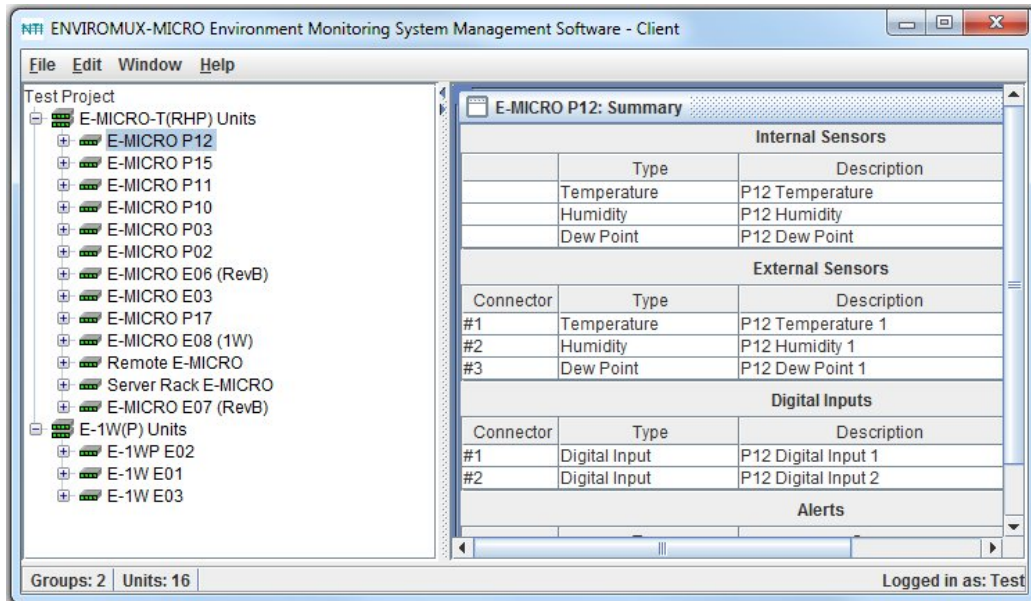 NTI ENVIROMUX-MICRO Environment Monitoring System Management Software - Client
File Edit Window Help
Test Project
E-MICRO-T(RHP) Units
E-MICRO P12
E-MICRO P15
E-MICRO P11
E-MICRO P10
E-MICRO P03
E-MICRO P02
E-MICRO E06 (RevB)
E-MICRO E03
E-MICRO P17
E-MICRO E08 (1W)
Remote E-MICRO
Server Rack E-MICRO
E-MICRO E07 (RevB)
E-1W(P) Units
E-1WP E02
E-1W E01
E-1W E03
E-MICRO P12: Summary
Internal Sensors
Type Description
Temperature P12 Temperature
Humidity P12 Humidity
Dew Point P12 Dew Point
External Sensors
Connector Type Description
#1 Temperature P12 Temperature 1
#2 Humidity P12 Humidity 1
#3 Dew Point P12 Dew Point 1
Digital Inputs
Connector Type Description
#1 Digital Input P12 Digital Input 1
#2 Digital Input P12 Digital Input 2
Alerts
Groups: 2 Units: 16 Logged in as: Test